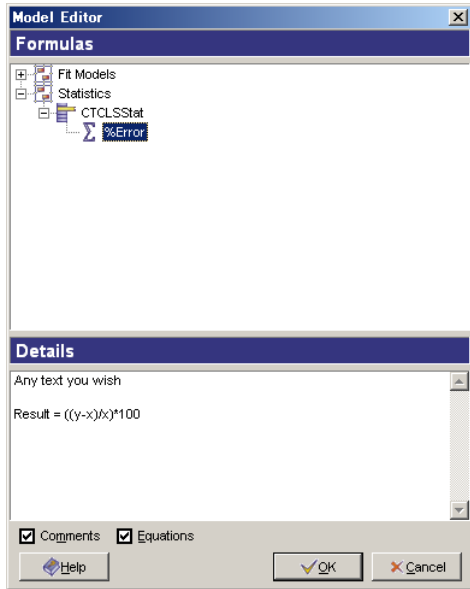 Model Editor
Formulas
Fit Models
Statistics
CTCLSStat
%Error
Details
Any text you wish
Result = ((y-x)/x)*100
Comments Equations
Help OK Cancel